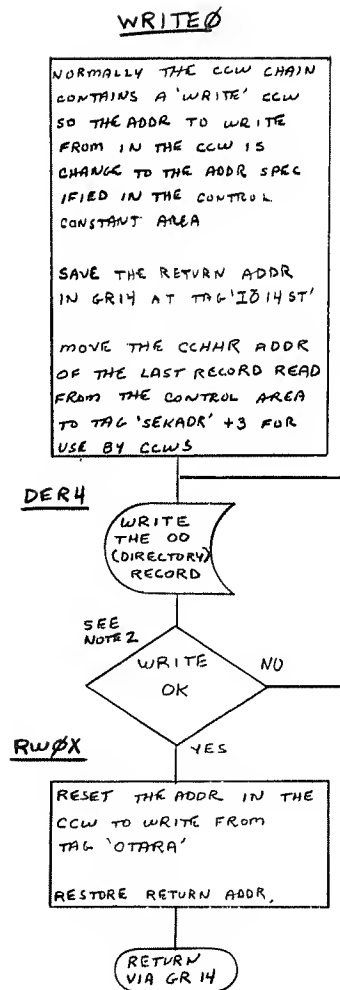 WRITEØ
NORMALLY THE CCW CHAIN
CONTAINS A 'WRITE' CCW
SO THE ADDR TO WRITE
FROM IN THE CCW IS
CHANGE TO THE ADDR SPEC
IFIED IN THE CONTROL
CONSTANT AREA
SAVE THE RETURN ADDR
IN GR14 AT TAG 'IØ14ST'
MOVE THE CCHHR ADDR
OF THE LAST RECORD READ
FROM THE CONTROL AREA
TO TAG 'SEKADR' +3 FOR
USE BY CCWS
DER4
WRITE
THE 00
(DIRECTORY)
RECORD
SEE
NOTE 2
WRITE
OK
NO
YES
RWØX
RESET THE ADDR IN THE
CCW TO WRITE FROM
TAG 'OTARA'
RESTORE RETURN ADDR.
RETURN
VIA GR 14